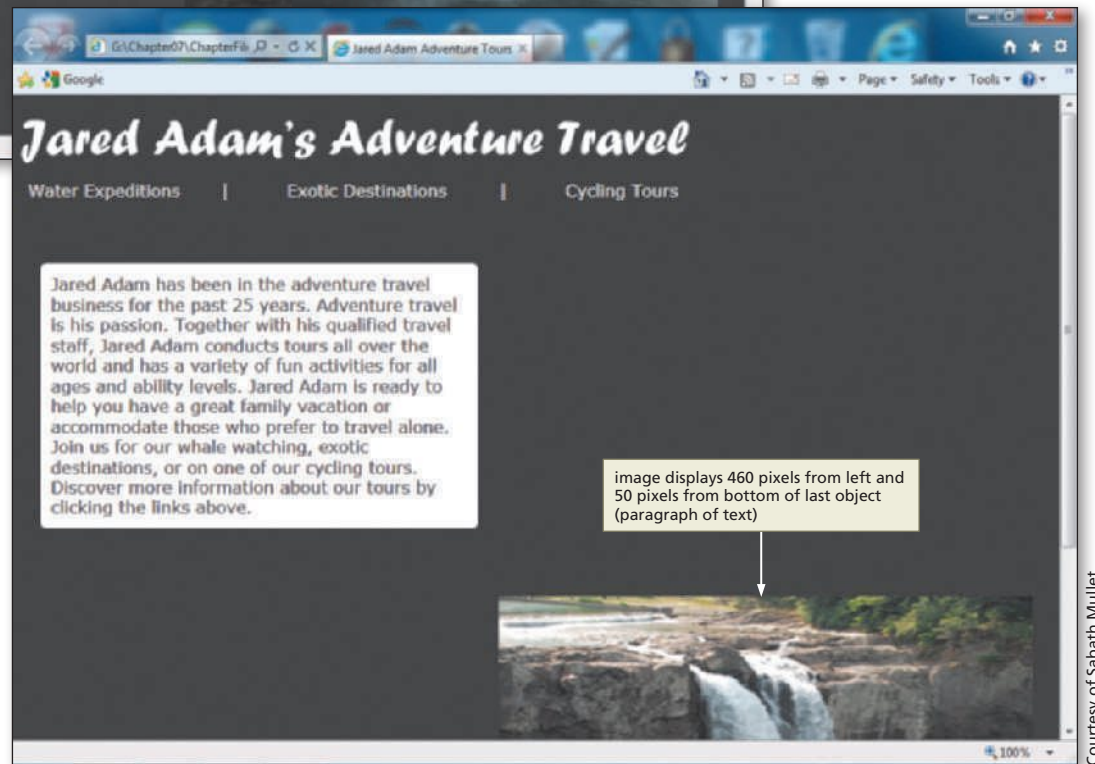 G:\Chapter07\ChapterFil
Jared Adam Adventure Tours
Google
Page
Safety
Tools
Jared Adam's Adventure Travel
Water Expeditions | Exotic Destinations | Cycling Tours
Jared Adam has been in the adventure travel
business for the past 25 years. Adventure travel
is his passion. Together with his qualified travel
staff, Jared Adam conducts tours all over the
world and has a variety of fun activities for all
ages and ability levels. Jared Adam is ready to
help you have a great family vacation or
accommodate those who prefer to travel alone.
Join us for our whale watching, exotic
destinations, or on one of our cycling tours.
Discover more information about our tours by
clicking the links above.
image displays 460 pixels from left and
50 pixels from bottom of last object
(paragraph of text)
100%
Courtesy of Sabath Mullet